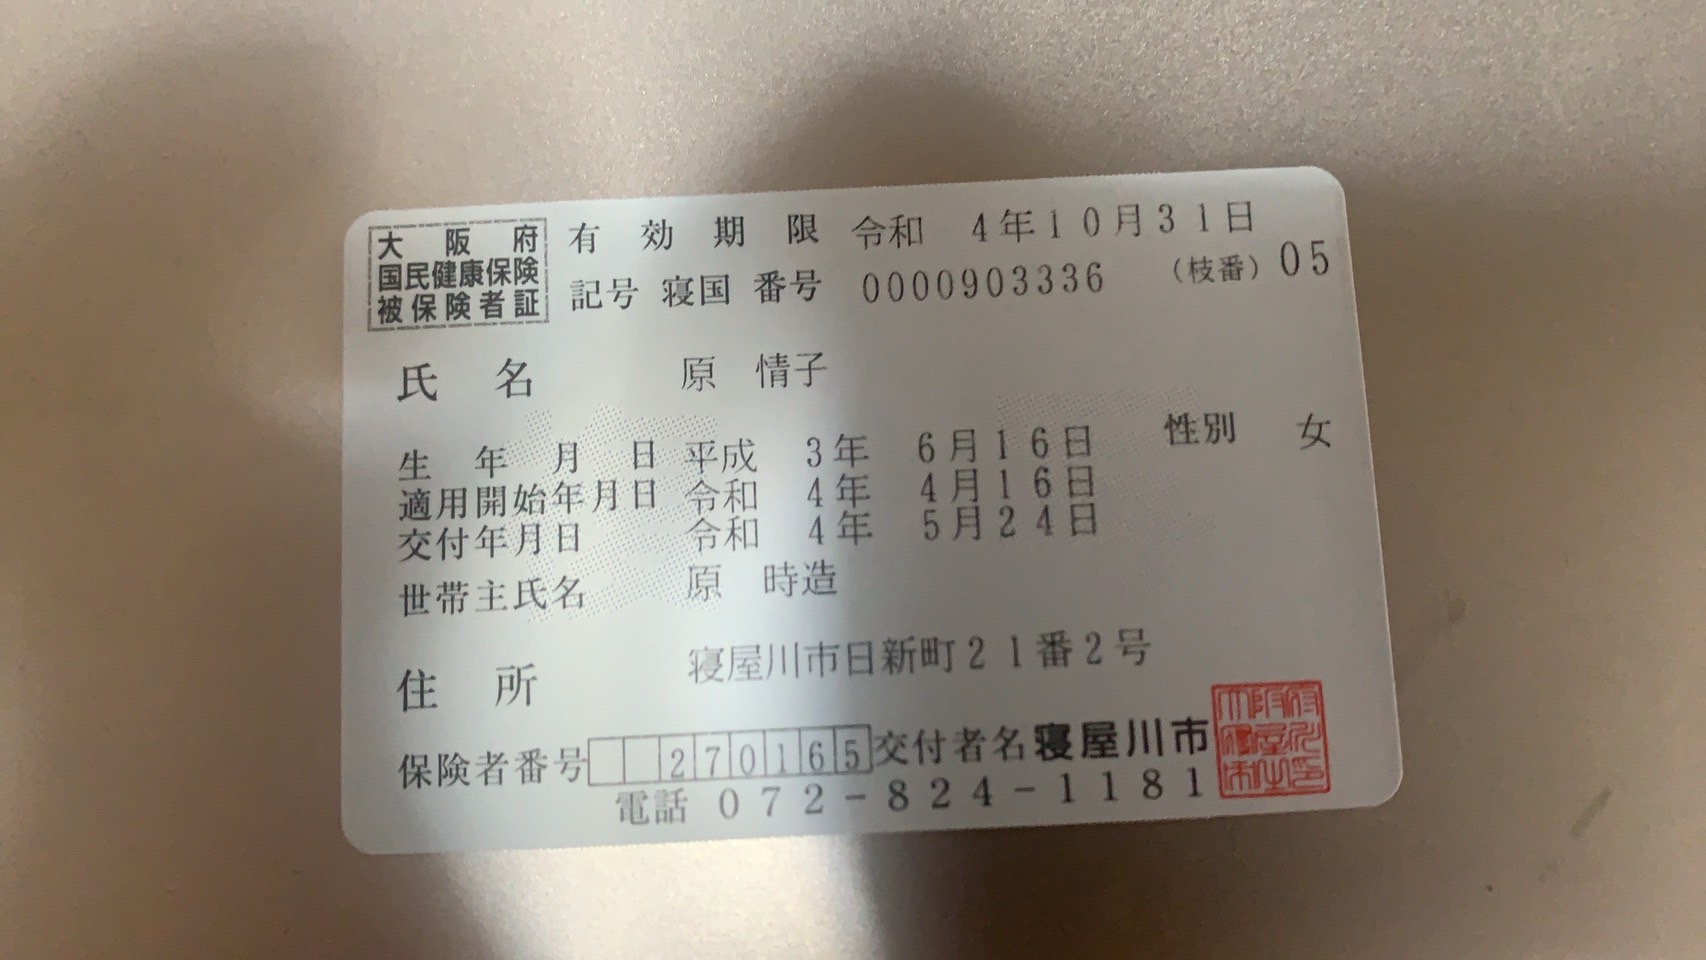 大阪府
国民健康保険
被保険者証
有効期限 令和 4年10月31日
記号 寝国 番号 0000903336 (枝番) 05
氏名 原 情子
生年月日 平成 3年 6月16日 性別 女
適用開始年月日 令和 4年 4月16日
交付年月日 令和 4年 5月24日
世帯主氏名 原 時造
住所 寝屋川市日新町21番2号
保険者番号 270165 交付者名 寝屋川市
電話 072-824-1181